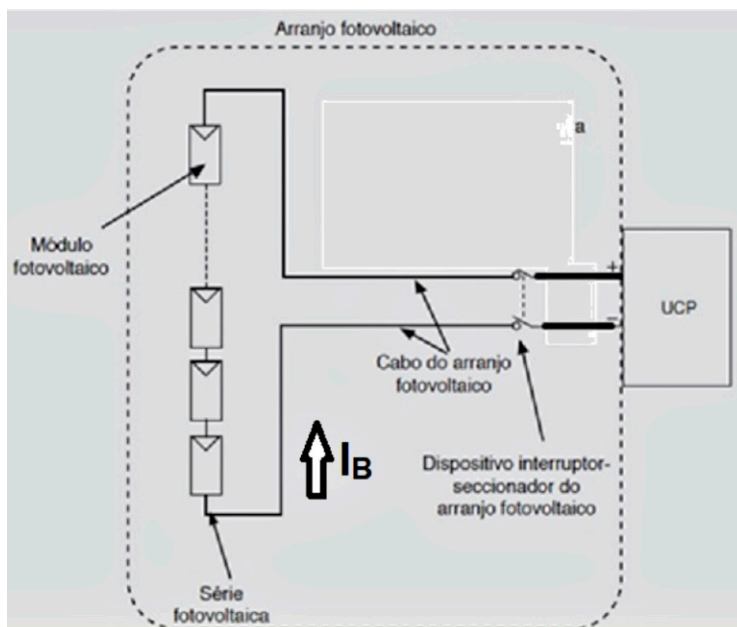 Arranjo fotovoltaico
a
Módulo
fotovoltaico
+
UCP
−
Cabo do arranjo
fotovoltaico
I_B
Dispositivo interruptor-
seccionador do
arranjo fotovoltaico
Série
fotovoltaica